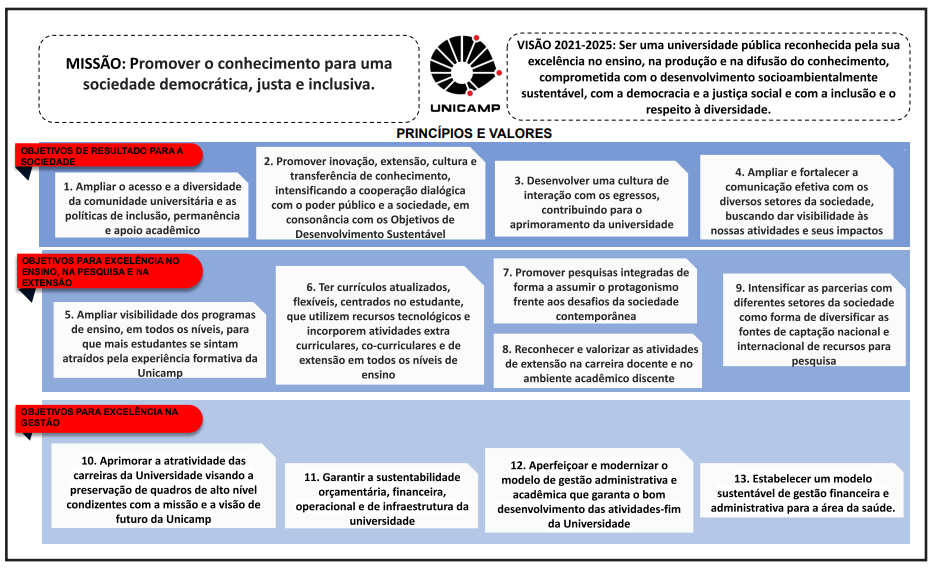 MISSÃO: Promover o conhecimento para uma
sociedade democrática, justa e inclusiva.
UNICAMP
VISÃO 2021-2025: Ser uma universidade pública reconhecida pela sua
excelência no ensino, na produção e na difusão do conhecimento,
comprometida com o desenvolvimento socioambientalmente
sustentável, com a democracia e a justiça social e com a inclusão e o
respeito à diversidade.
PRINCÍPIOS E VALORES
OBJETIVOS DE RESULTADO PARA A
SOCIEDADE
1. Ampliar o acesso e a diversidade
da comunidade universitária e as
políticas de inclusão, permanência
e apoio acadêmico
2. Promover inovação, extensão, cultura e
transferência de conhecimento,
intensificando a cooperação dialógica
com o poder público e a sociedade, em
consonância com os Objetivos de
Desenvolvimento Sustentável
3. Desenvolver uma cultura de
interação com os egressos,
contribuindo para o
aprimoramento da universidade
4. Ampliar e fortalecer a
comunicação efetiva com os
diversos setores da sociedade,
buscando dar visibilidade às
nossas atividades e seus impactos
OBJETIVOS PARA EXCELÊNCIA NO
ENSINO, NA PESQUISA E NA
EXTENSÃO
5. Ampliar visibilidade dos programas
de ensino, em todos os níveis, para
que mais estudantes se sintam
atraídos pela experiência formativa da
Unicamp
6. Ter currículos atualizados,
flexíveis, centrados no estudante,
que utilizem recursos tecnológicos e
incorporem atividades extra
curriculares, co-curriculares e de
extensão em todos os níveis de
ensino
7. Promover pesquisas integradas de
forma a assumir o protagonismo
frente aos desafios da sociedade
contemporânea
8. Reconhecer e valorizar as atividades
de extensão na carreira docente e no
ambiente acadêmico discente
9. Intensificar as parcerias com
diferentes setores da sociedade
como forma de diversificar as
fontes de captação nacional e
internacional de recursos para
pesquisa
OBJETIVOS PARA EXCELÊNCIA NA
GESTÃO
10. Aprimorar a atratividade das
carreiras da Universidade visando a
preservação de quadros de alto nível
condizentes com a missão e a visão de
futuro da Unicamp
11. Garantir a sustentabilidade
orçamentária, financeira,
operacional e de infraestrutura da
universidade
12. Aperfeiçoar e modernizar o
modelo de gestão administrativa e
acadêmica que garanta o bom
desenvolvimento das atividades-fim
da Universidade
13. Estabelecer um modelo
sustentável de gestão financeira e
administrativa para a área da saúde.